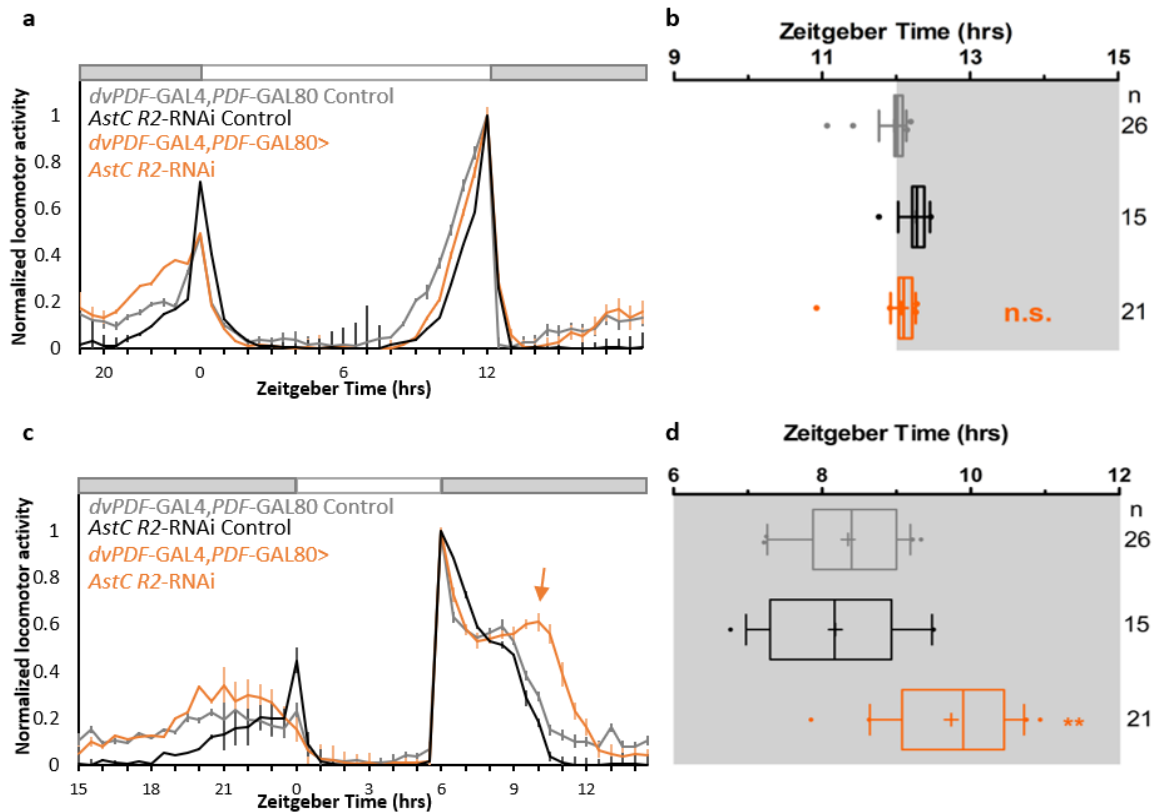 a
dvPDF-GAL4,PDF-GAL80 Control
AstC R2-RNAi Control
dvPDF-GAL4,PDF-GAL80>
AstC R2-RNAi
Normalized locomotor activity
1
0.8
0.6
0.4
0.2
0
20 0 6 12
Zeitgeber Time (hrs)
b
Zeitgeber Time (hrs)
9 11 13 15
n
26
15
n.s.
21
c
dvPDF-GAL4,PDF-GAL80 Control
AstC R2-RNAi Control
dvPDF-GAL4,PDF-GAL80>
AstC R2-RNAi
Normalized locomotor activity
1
0.8
0.6
0.4
0.2
0
15 18 21 0 3 6 9 12
Zeitgeber Time (hrs)
d
Zeitgeber Time (hrs)
6 8 10 12
n
26
15
**
21